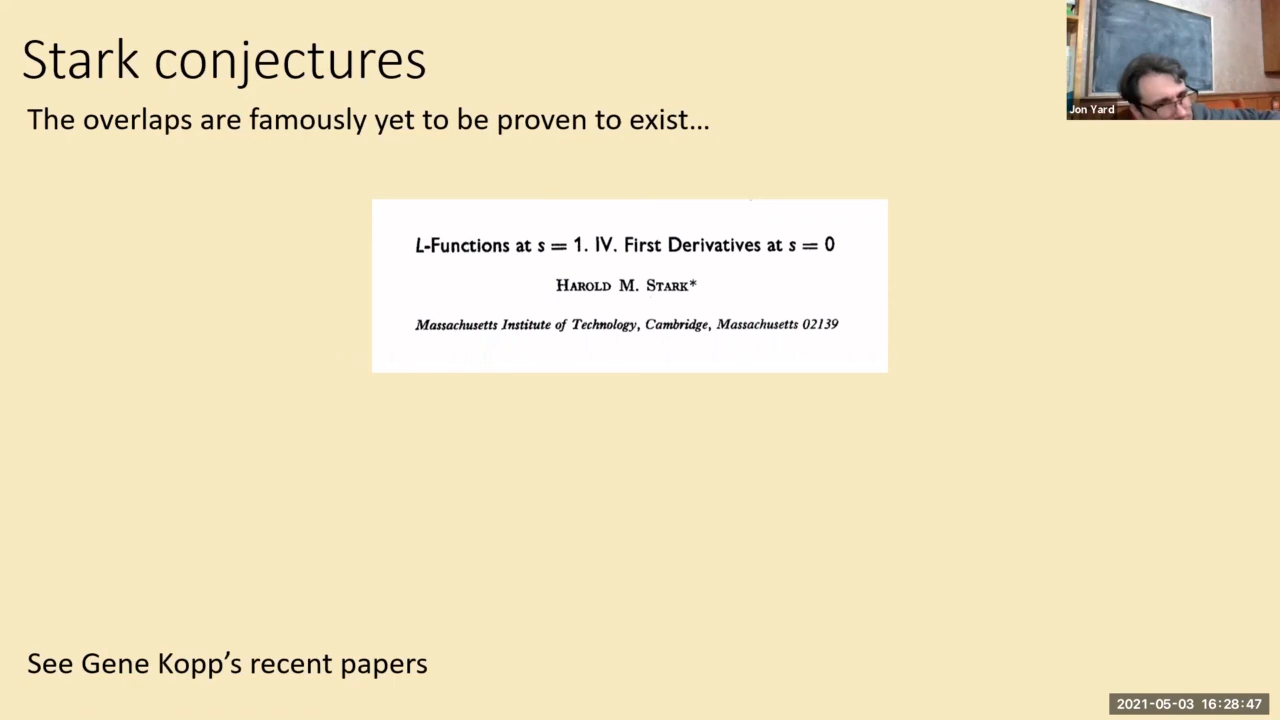 Stark conjectures
Jon Yard
The overlaps are famously yet to be proven to exist…
L-Functions at s = 1. IV. First Derivatives at s = 0
HAROLD M. STARK*
Massachusetts Institute of Technology, Cambridge, Massachusetts 02139
See Gene Kopp’s recent papers
2021-05-03 16:28:47